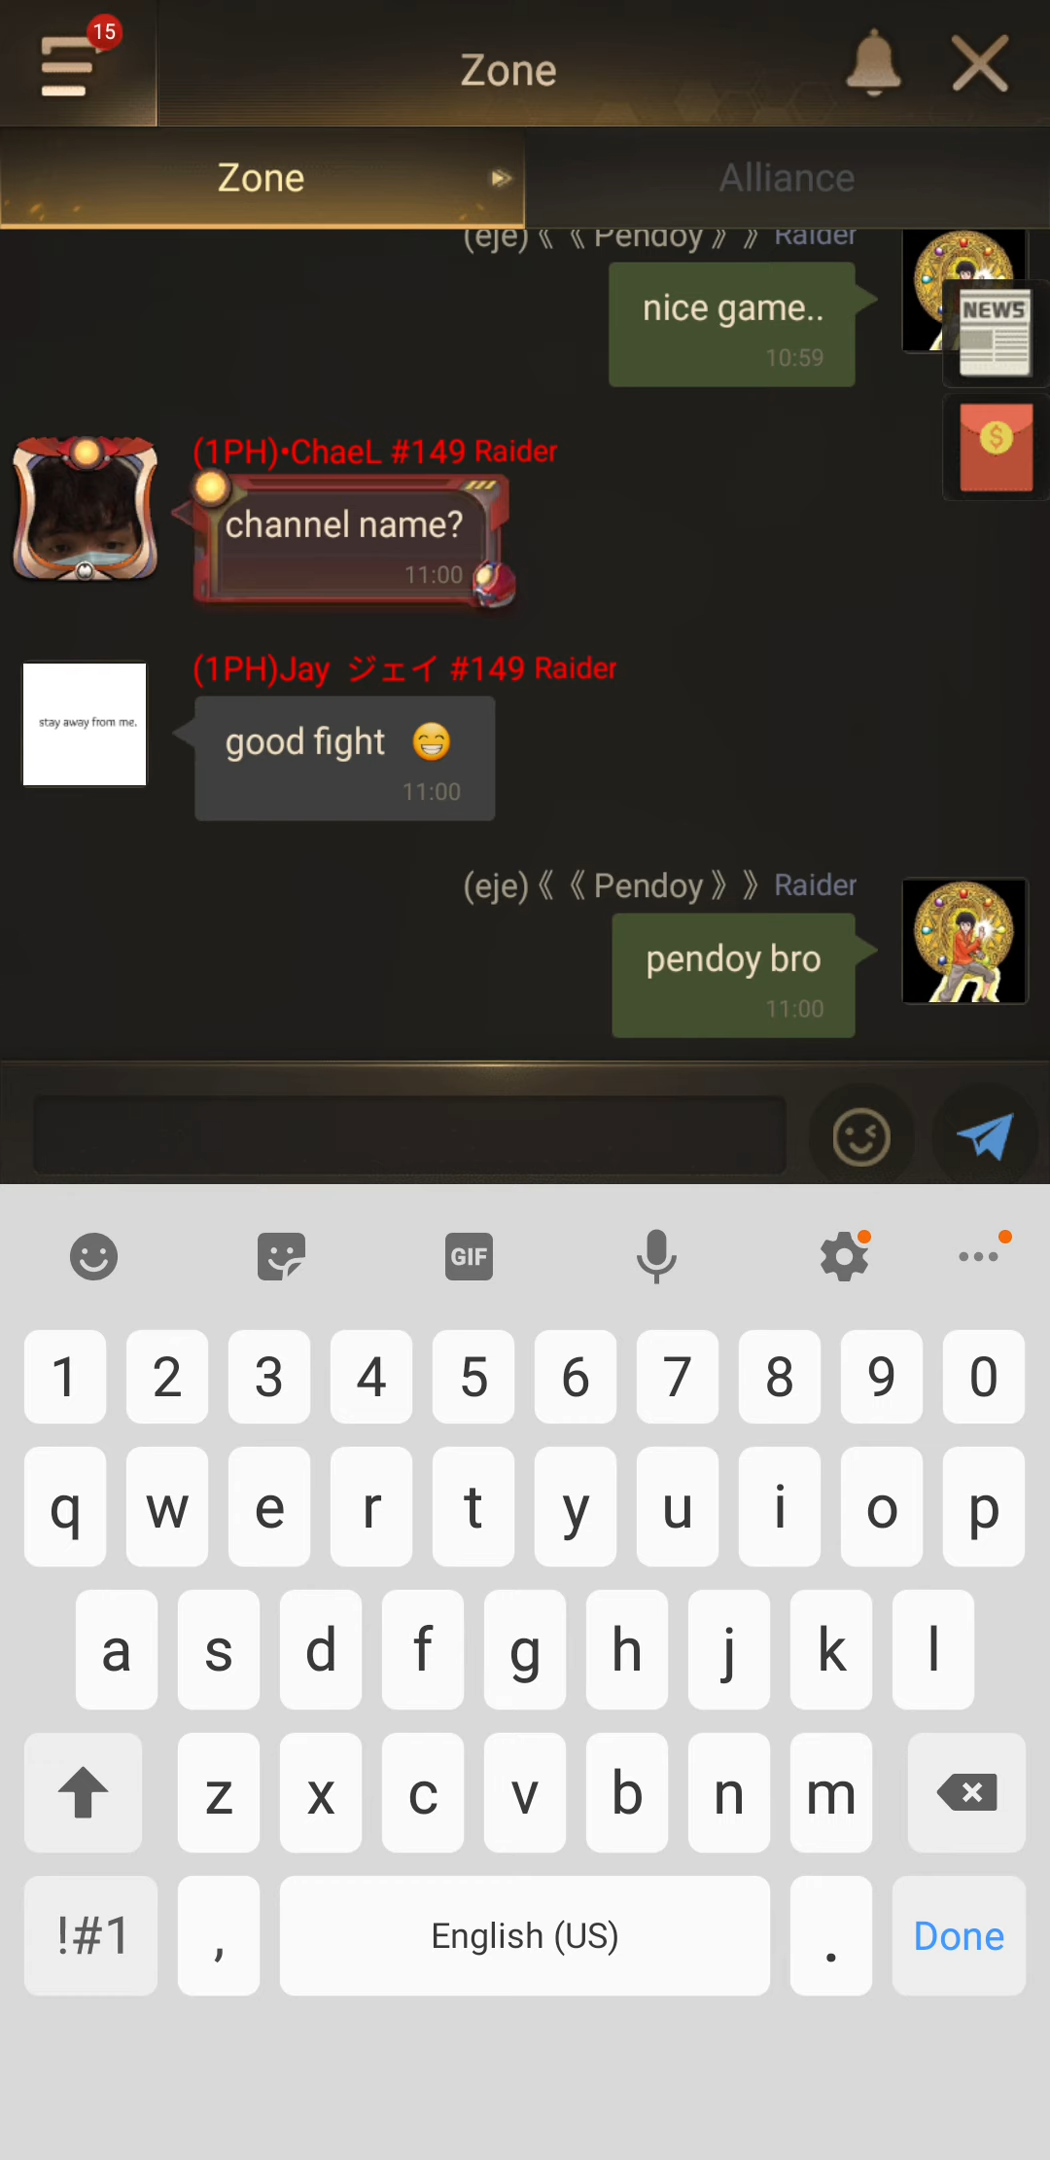 15
Zone
Zone
Alliance
(eje)《《 Pendoy 》》 Raider
nice game..
10:59
NEWS
(1PH)•ChaeL #149 Raider
channel name?
11:00
(1PH)Jay ジェイ #149 Raider
stay away from me.
good fight 😁
11:00
(eje)《《 Pendoy 》》 Raider
pendoy bro
11:00
GIF
1 2 3 4 5 6 7 8 9 0
q w e r t y u i o p
a s d f g h j k l
z x c v b n m
!#1 , English (US) . Done